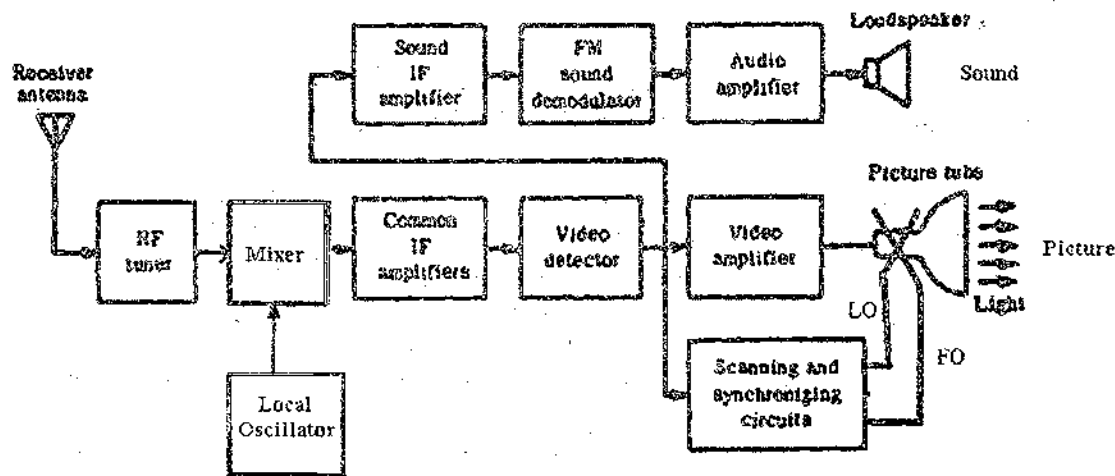 Loudspeaker
Sound
IF
amplifier
FM
sound
demodulator
Audio
amplifier
Sound
Receiver
antenna
Picture tube
RF
tuner
Mixer
Common
IF
amplifiers
Video
detector
Video
amplifier
Picture
Light
LO
FO
Scanning and
synchronizing
circuits
Local
Oscillator